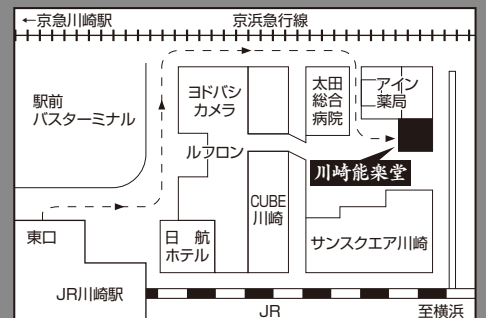 ←京急川崎駅
京浜急行線
駅前
バスターミナル
ヨドバシ
カメラ
ルフロン
太田
総合
病院
アイン
薬局
川崎能楽堂
CUBE
川崎
東口
日 航
ホテル
サンスクエア川崎
JR川崎駅
JR
至横浜